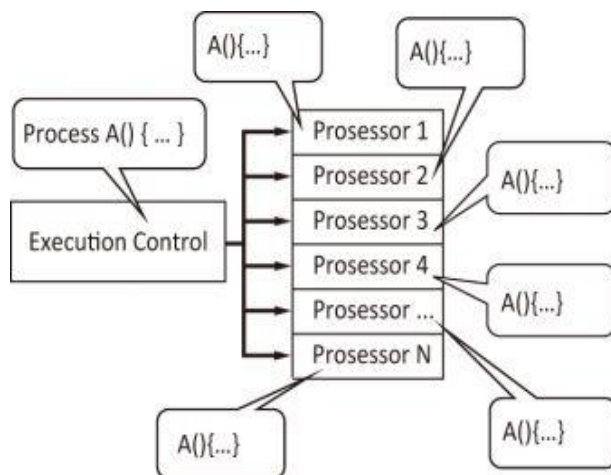 A(){...}
A(){...}
Process A() { ... }
Prosessor 1
Prosessor 2
A(){...}
Prosessor 3
Execution Control
Prosessor 4
A(){...}
Prosessor ...
Prosessor N
A(){...}
A(){...}